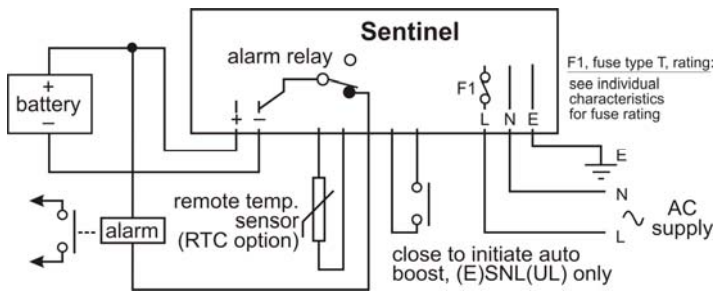 Sentinel
alarm relay
F1, fuse type T, rating:
see individual
characteristics
for fuse rating
F1
+
battery
–
+ –
L N E
E
N
L
AC
supply
remote temp.
sensor
(RTC option)
alarm
close to initiate auto
boost, (E)SNL(UL) only